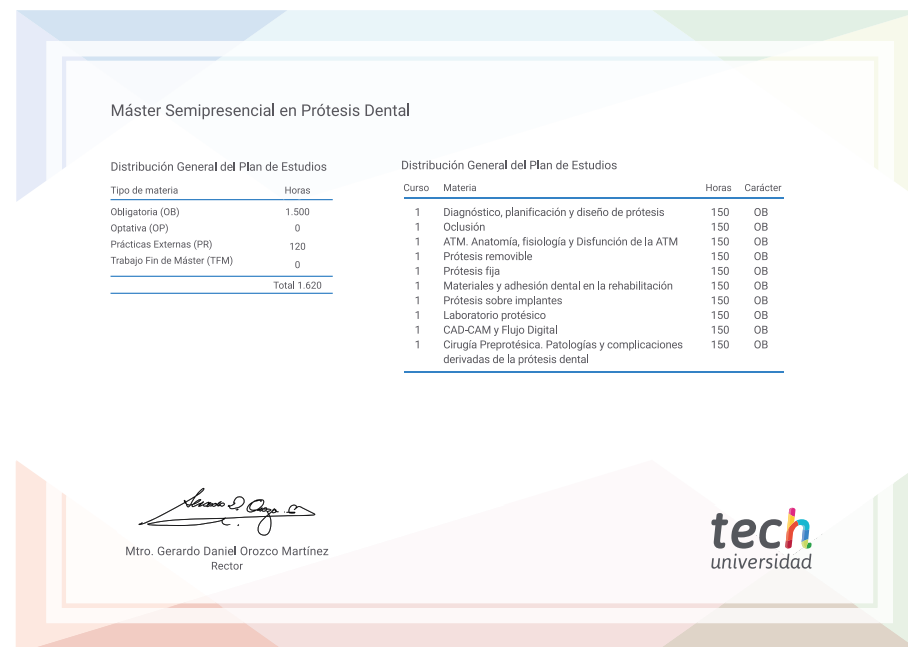 Máster Semipresencial en Prótesis Dental
Distribución General del Plan de Estudios
Tipo de materia Horas
Obligatoria (OB) 1.500
Optativa (OP) 0
Prácticas Externas (PR) 120
Trabajo Fin de Máster (TFM) 0
Total 1.620
Distribución General del Plan de Estudios
Curso Materia Horas Carácter
1 Diagnóstico, planificación y diseño de prótesis 150 OB
1 Oclusión 150 OB
1 ATM. Anatomía, fisiología y Disfunción de la ATM 150 OB
1 Prótesis removible 150 OB
1 Prótesis fija 150 OB
1 Materiales y adhesión dental en la rehabilitación 150 OB
1 Prótesis sobre implantes 150 OB
1 Laboratorio protésico 150 OB
1 CAD-CAM y Flujo Digital 150 OB
1 Cirugía Preprotésica. Patologías y complicaciones 150 OB
derivadas de la prótesis dental
Mtro. Gerardo Daniel Orozco Martínez
Rector
tech
universidad